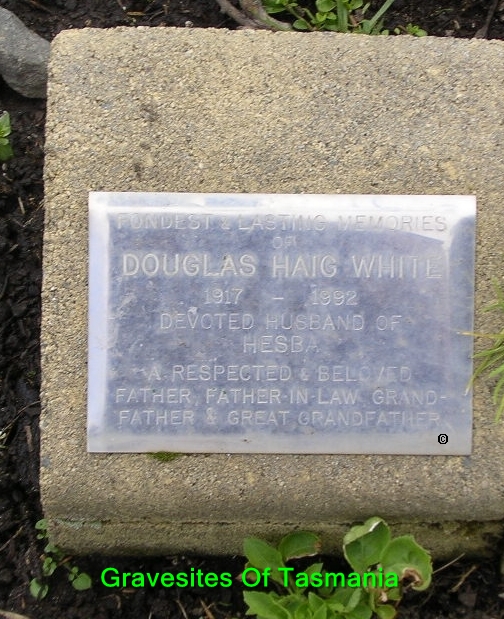 FONDEST & LASTING MEMORIES
OF
DOUGLAS HAIG WHITE
1917 - 1992
DEVOTED HUSBAND OF
HESBA
A RESPECTED & BELOVED
FATHER, FATHER-IN-LAW, GRAND-
FATHER & GREAT GRANDFATHER
©
Gravesites Of Tasmania